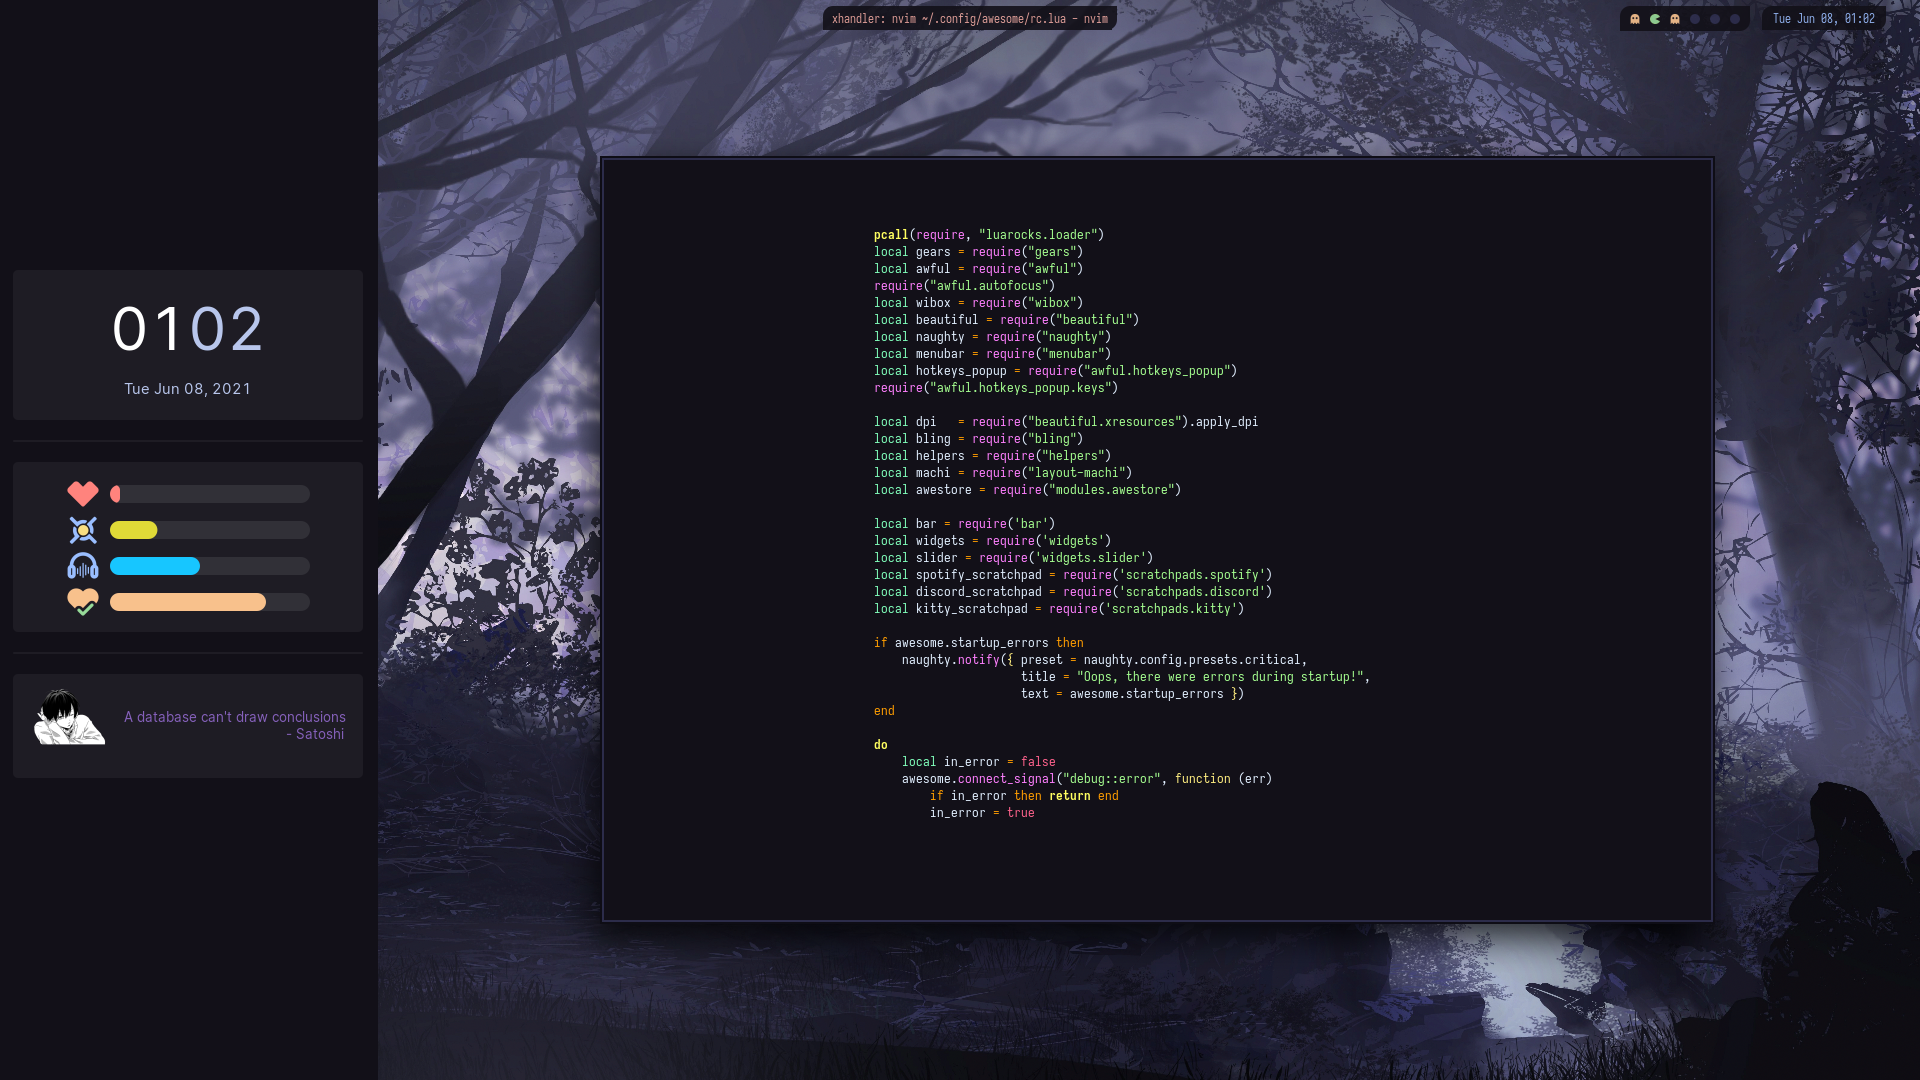 xhandler: nvim ~/.config/awesome/rc.lua - nvim
Tue Jun 08, 01:02
0102
Tue Jun 08, 2021
A database can't draw conclusions
- Satoshi
pcall(require, "luarocks.loader")
local gears = require("gears")
local awful = require("awful")
require("awful.autofocus")
local wibox = require("wibox")
local beautiful = require("beautiful")
local naughty = require("naughty")
local menubar = require("menubar")
local hotkeys_popup = require("awful.hotkeys_popup")
require("awful.hotkeys_popup.keys")
local dpi   = require("beautiful.xresources").apply_dpi
local bling = require("bling")
local helpers = require("helpers")
local machi = require("layout-machi")
local awestore = require("modules.awestore")
local bar = require('bar')
local widgets = require('widgets')
local slider = require('widgets.slider')
local spotify_scratchpad = require('scratchpads.spotify')
local discord_scratchpad = require('scratchpads.discord')
local kitty_scratchpad = require('scratchpads.kitty')
if awesome.startup_errors then
    naughty.notify({ preset = naughty.config.presets.critical,
                     title = "Oops, there were errors during startup!",
                     text = awesome.startup_errors })
end
do
    local in_error = false
    awesome.connect_signal("debug::error", function (err)
        if in_error then return end
        in_error = true